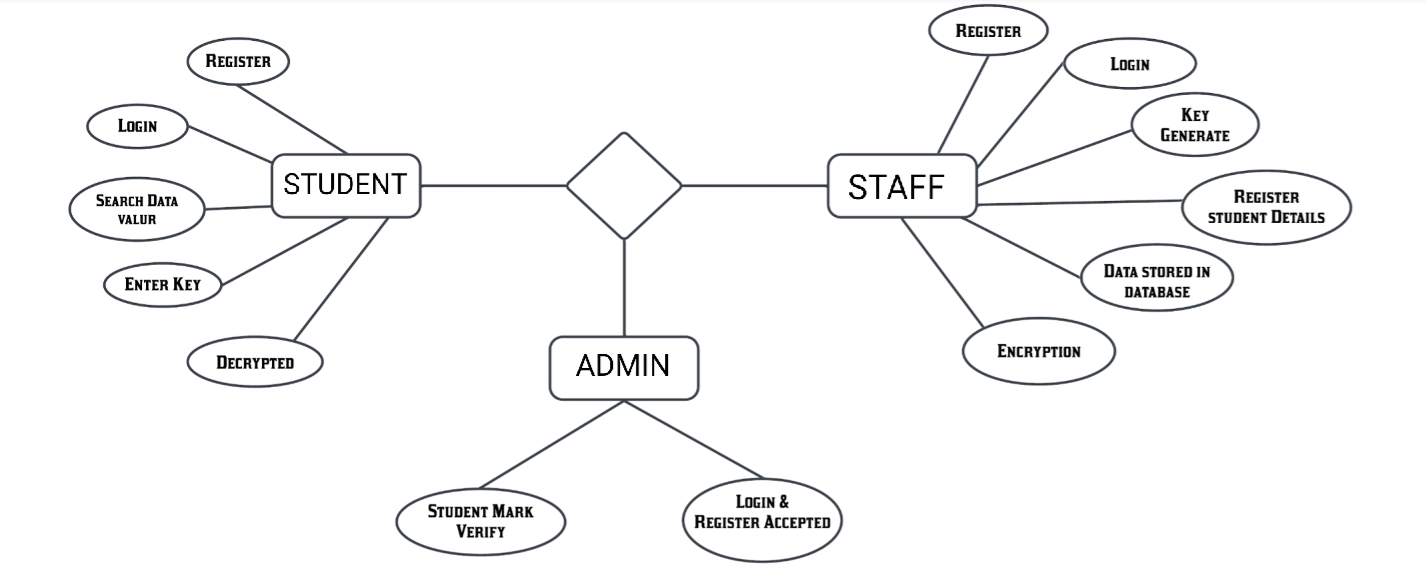 Register
Login
STUDENT
Search Data
valur
Enter Key
Decrypted
Register
Login
Key
Generate
STAFF
Register
student Details
Data stored in
database
Encryption
ADMIN
Student Mark
Verify
Login &
Register Accepted